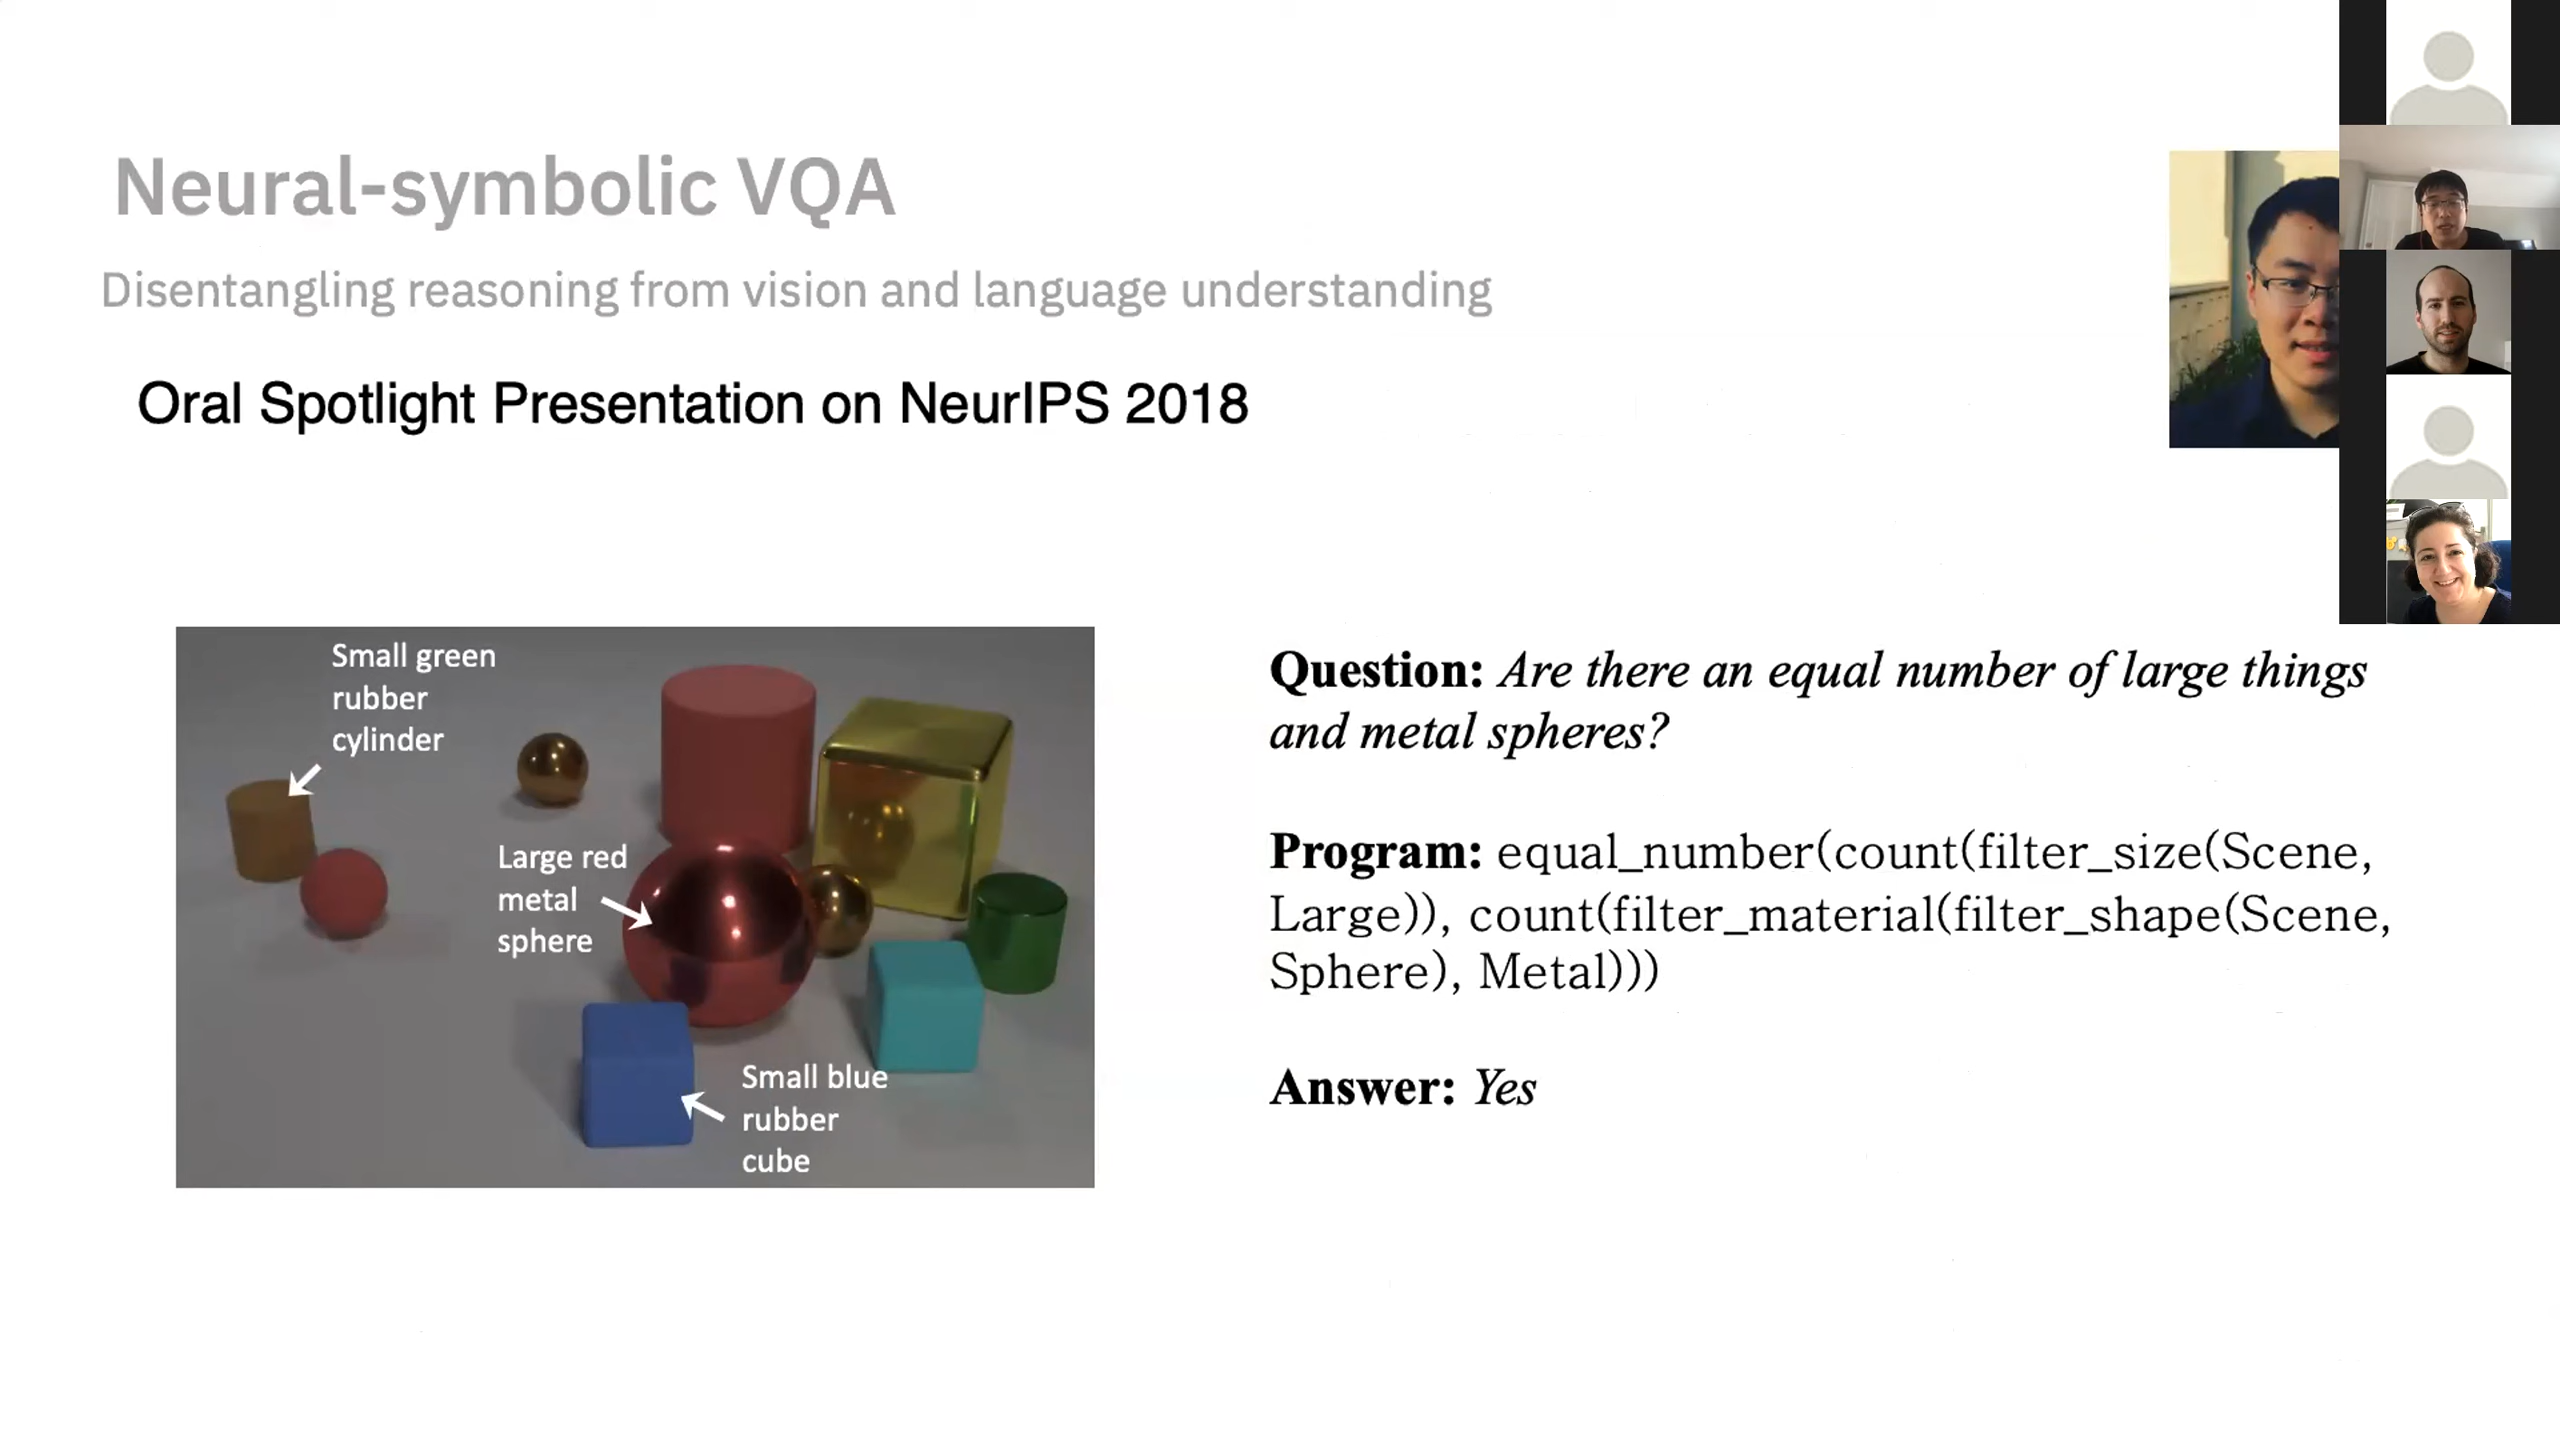 Neural-symbolic VQA
Disentangling reasoning from vision and language understanding
Oral Spotlight Presentation on NeurIPS 2018
Small green
rubber
cylinder
Large red
metal
sphere
Small blue
rubber
cube
Question: Are there an equal number of large things
and metal spheres?
Program: equal_number(count(filter_size(Scene,
Large)), count(filter_material(filter_shape(Scene,
Sphere), Metal)))
Answer: Yes